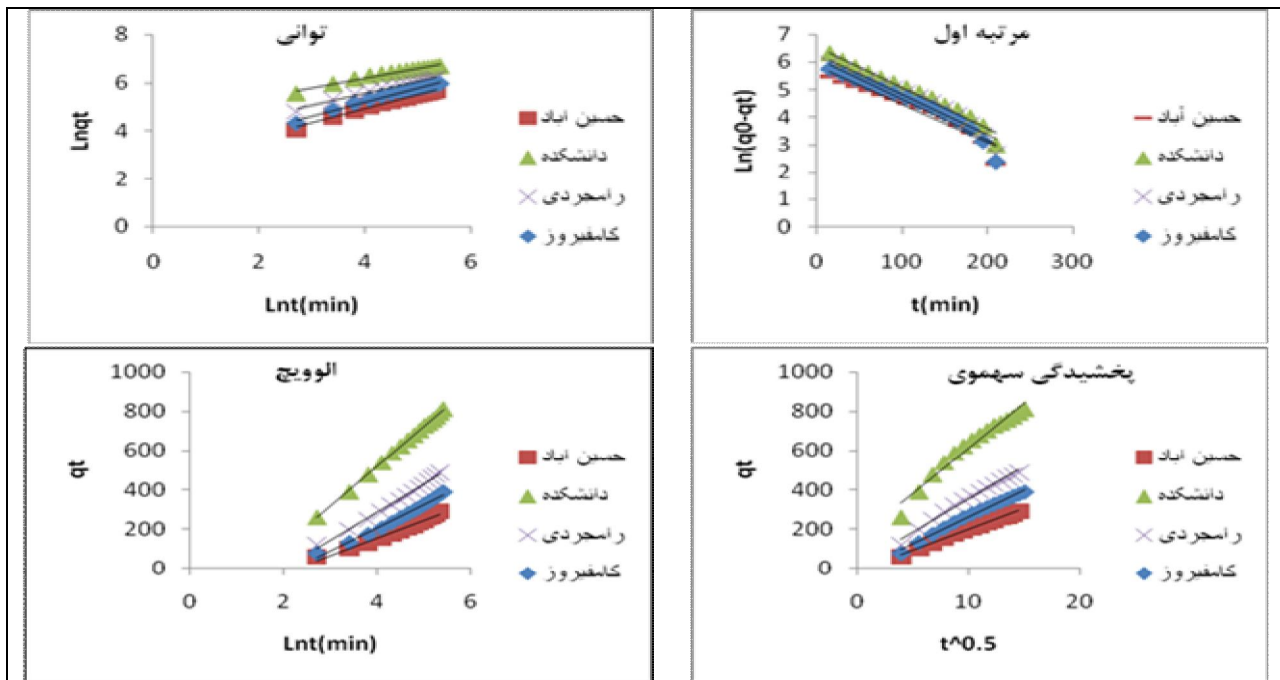 توانی
8
6
4
2
0
Lnqt
0 2 4 6
Lnt(min)
حسین آباد
دانشکده
رامجردی
کامفیروز
مرتبه اول
7
6
5
4
3
2
1
0
Ln(q0-qt)
0 100 200 300
t(min)
حسین آباد
دانشکده
رامجردی
کامفیروز
الوویچ
1000
800
600
400
200
0
qt
0 2 4 6
Lnt(min)
حسین آباد
دانشکده
رامجردی
کامفیروز
پخشیدگی سهموی
1000
800
600
400
200
0
qt
0 10 20
t^0.5
حسین آباد
دانشکده
رامجردی
کامفیروز